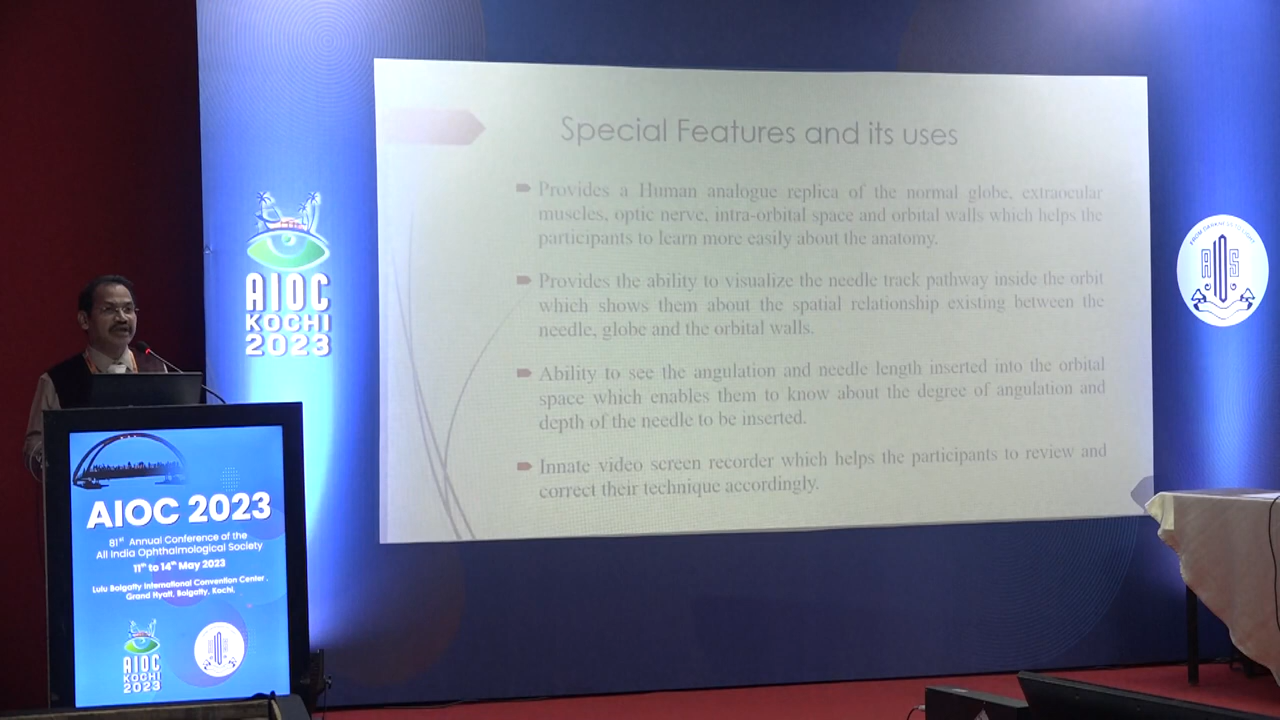 Special Features and its uses
Provides a Human analogue replica of the normal globe, extraocular
muscles, optic nerve, intra-orbital space and orbital walls which helps the
participants to learn more easily about the anatomy.
Provides the ability to visualize the needle track pathway inside the orbit
which shows them about the spatial relationship existing between the
needle, globe and the orbital walls.
Ability to see the angulation and needle length inserted into the orbital
space which enables them to know about the degree of angulation and
depth of the needle to be inserted.
Innate video screen recorder which helps the participants to review and
correct their technique accordingly.
AIOC
KOCHI
2023
AIOS
AIOC 2023
81st Annual Conference of the
All India Ophthalmological Society
11th to 14th May 2023
Lulu Bolgatty International Convention Center,
Grand Hyatt, Bolgatty, Kochi.
AIOC
KOCHI
2023